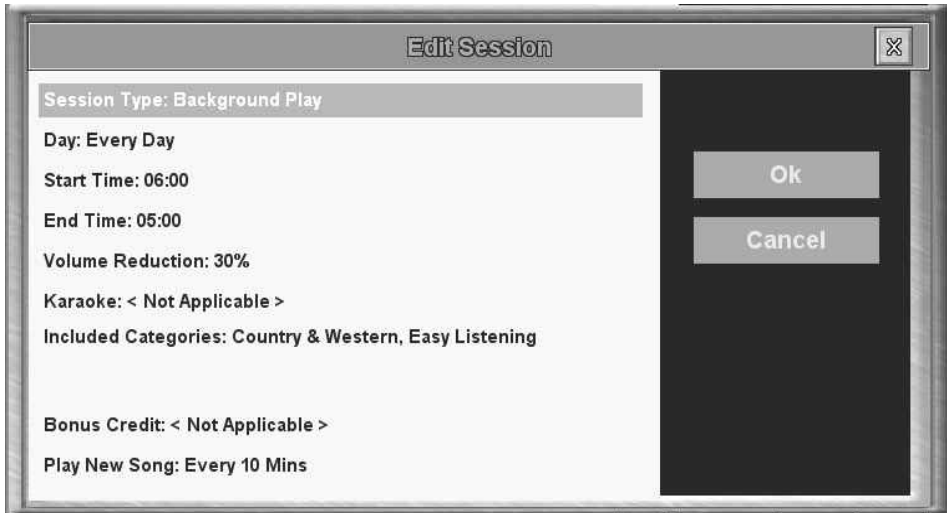 Edit Session
Session Type: Background Play
Day: Every Day
Start Time: 06:00
End Time: 05:00
Volume Reduction: 30%
Karaoke: < Not Applicable >
Included Categories: Country & Western, Easy Listening
Bonus Credit: < Not Applicable >
Play New Song: Every 10 Mins
Ok
Cancel